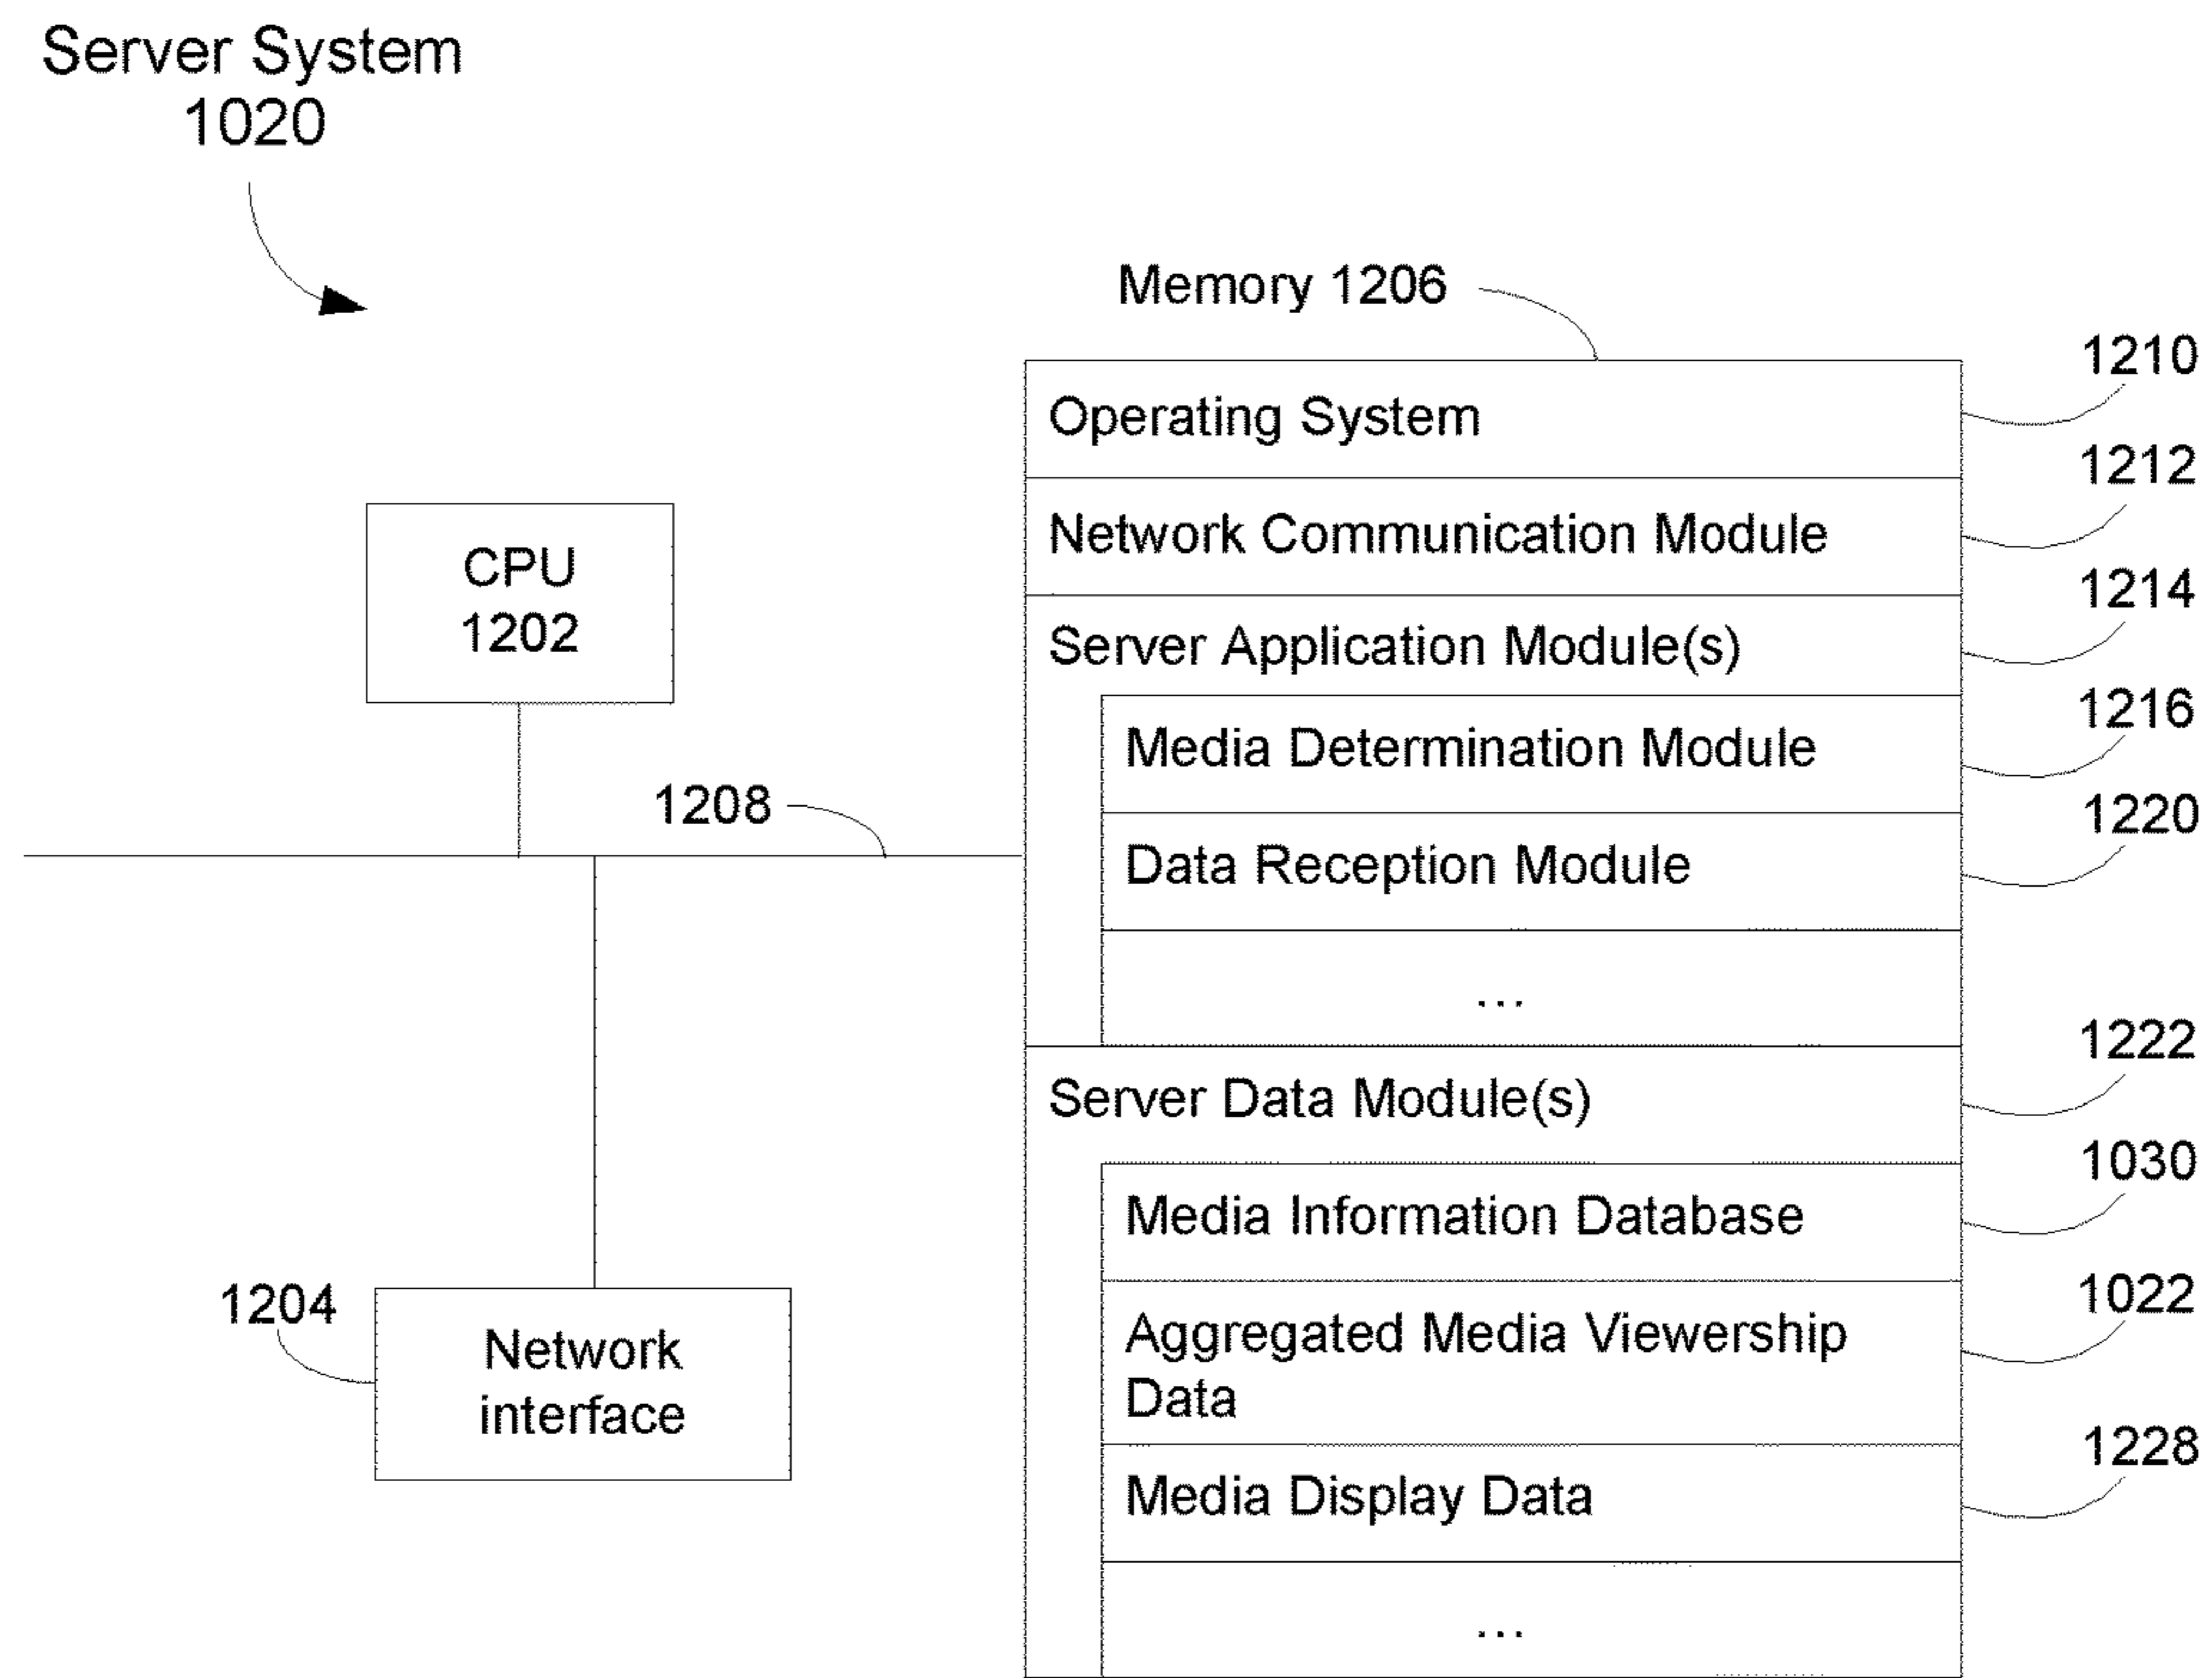 Server System
1020
Memory 1206
1210
Operating System
1212
Network Communication Module
CPU
1202
1214
Server Application Module(s)
1216
Media Determination Module
1208
1220
Data Reception Module
...
1222
Server Data Module(s)
1030
Media Information Database
1204
Network
interface
1022
Aggregated Media Viewership
Data
1228
Media Display Data
...